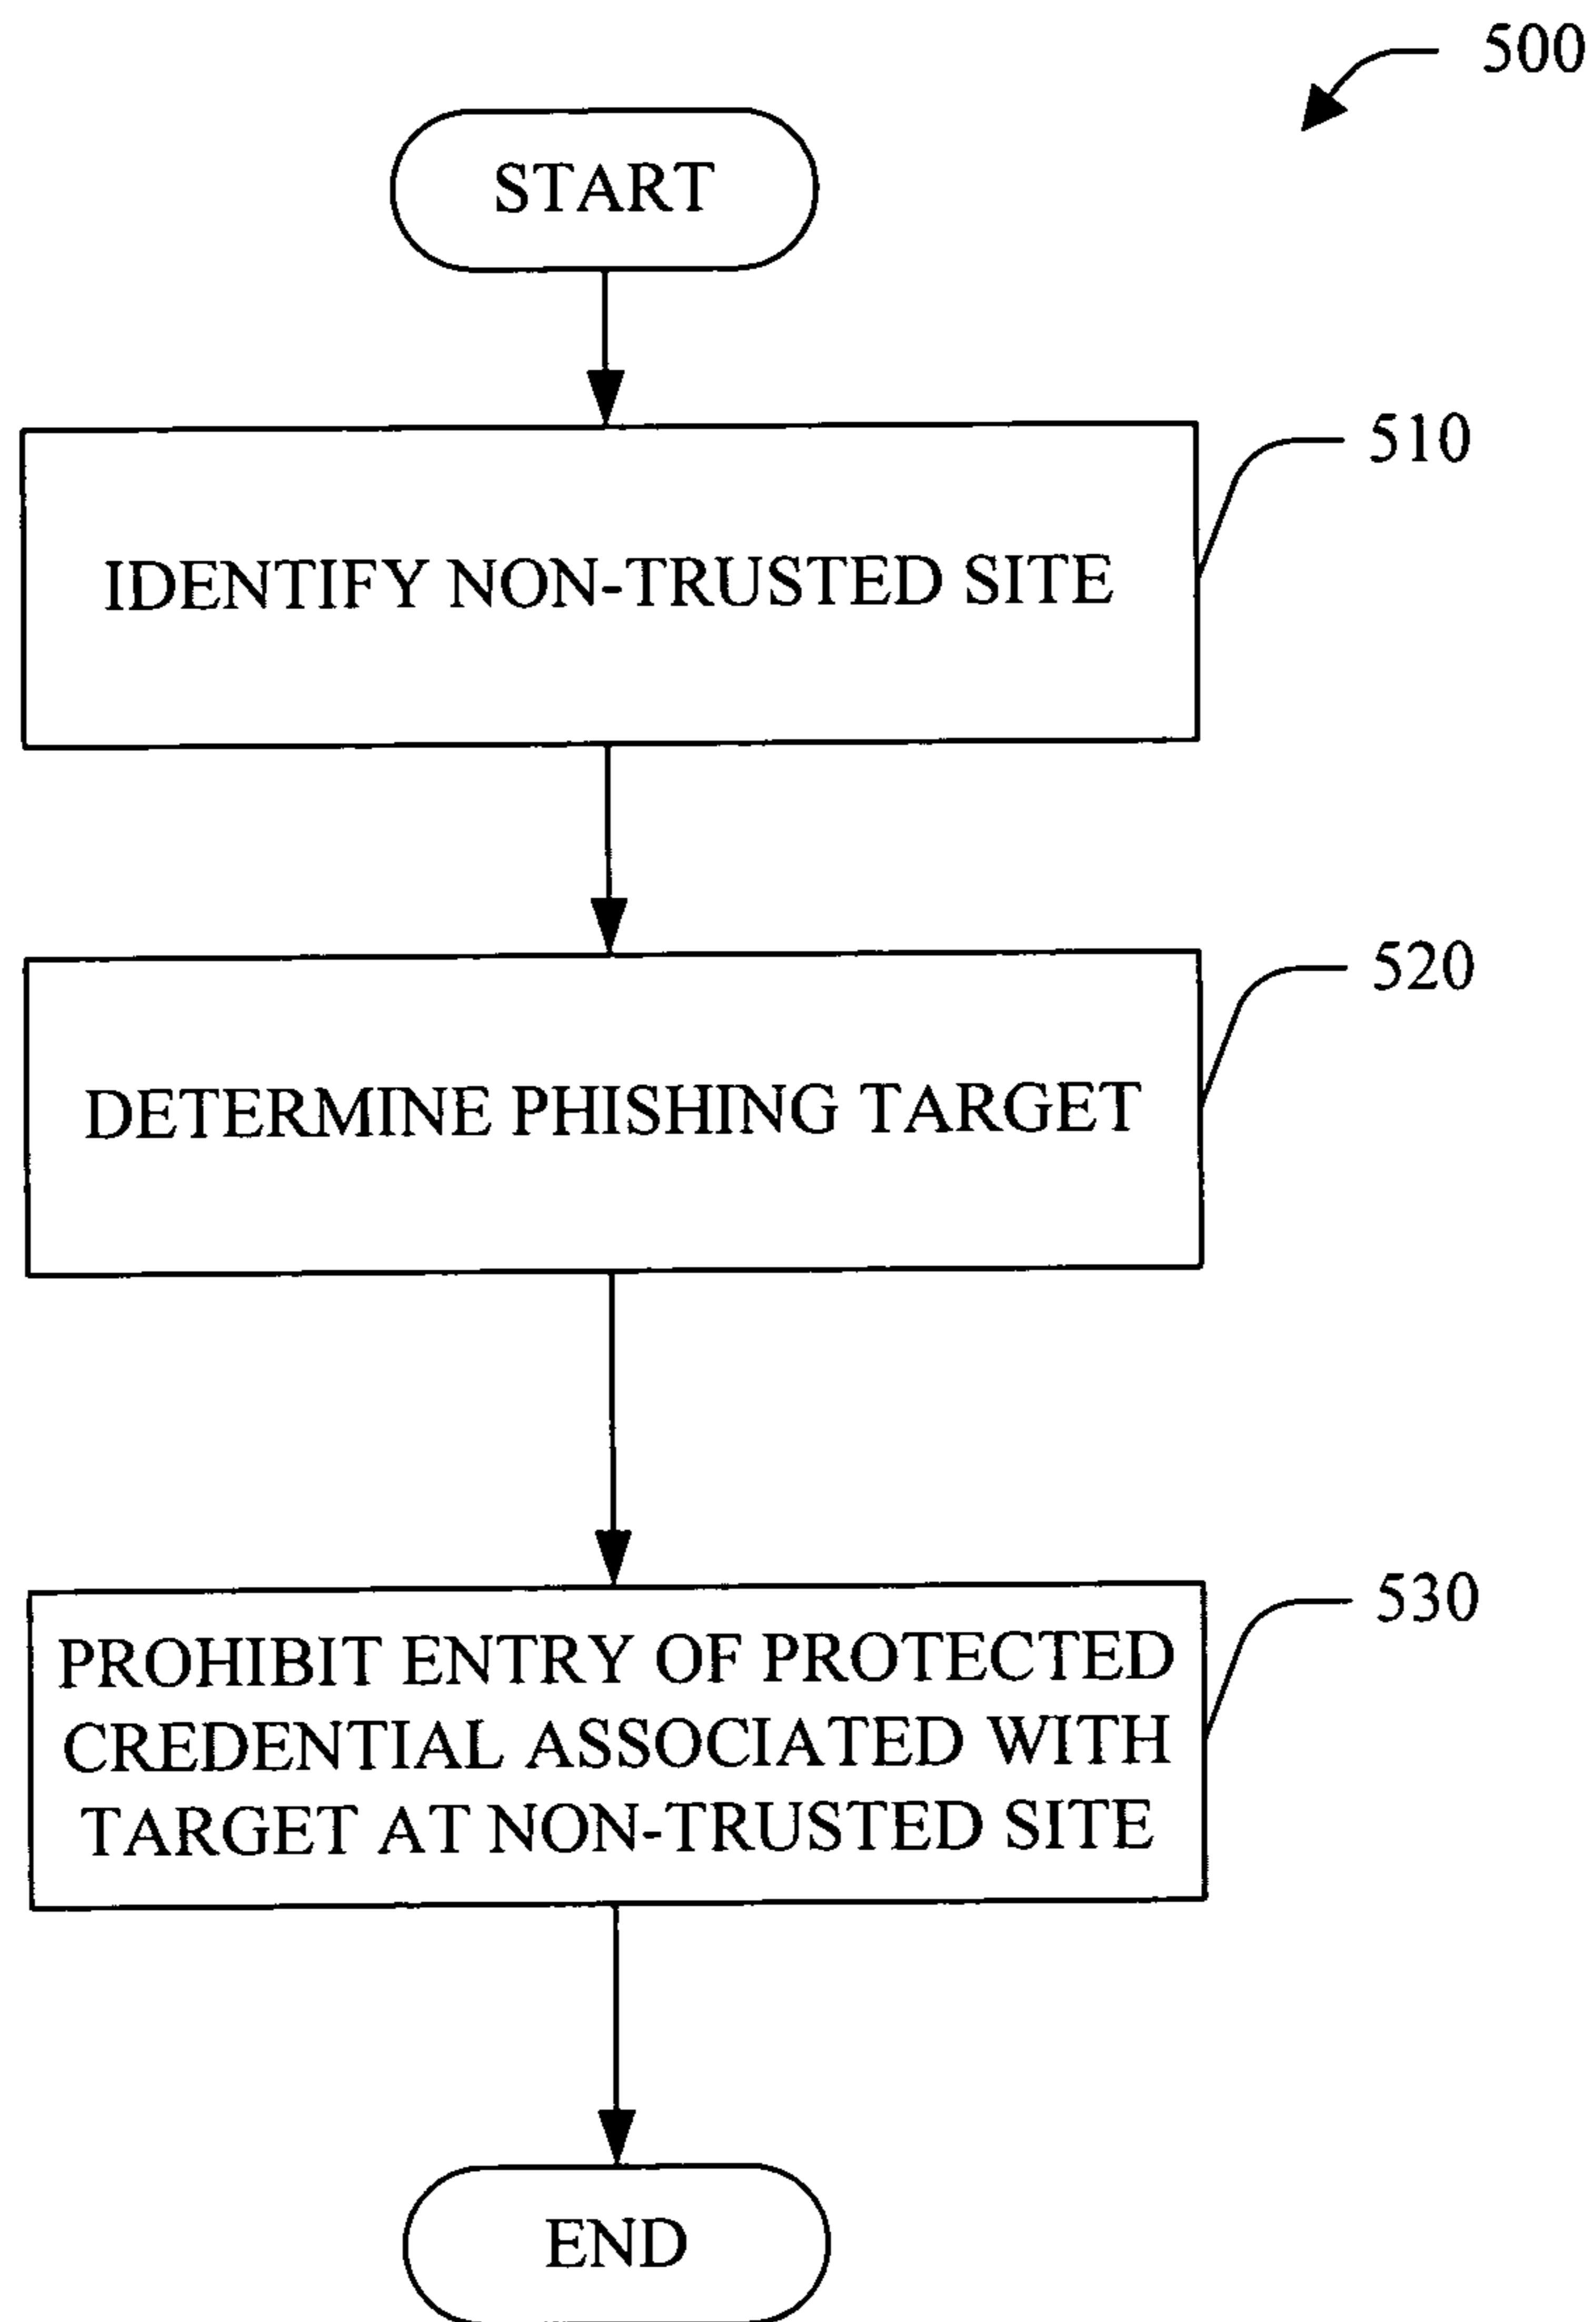 500
START
510
IDENTIFY NON-TRUSTED SITE
520
DETERMINE PHISHING TARGET
530
PROHIBIT ENTRY OF PROTECTED
CREDENTIAL ASSOCIATED WITH
TARGET AT NON-TRUSTED SITE
END